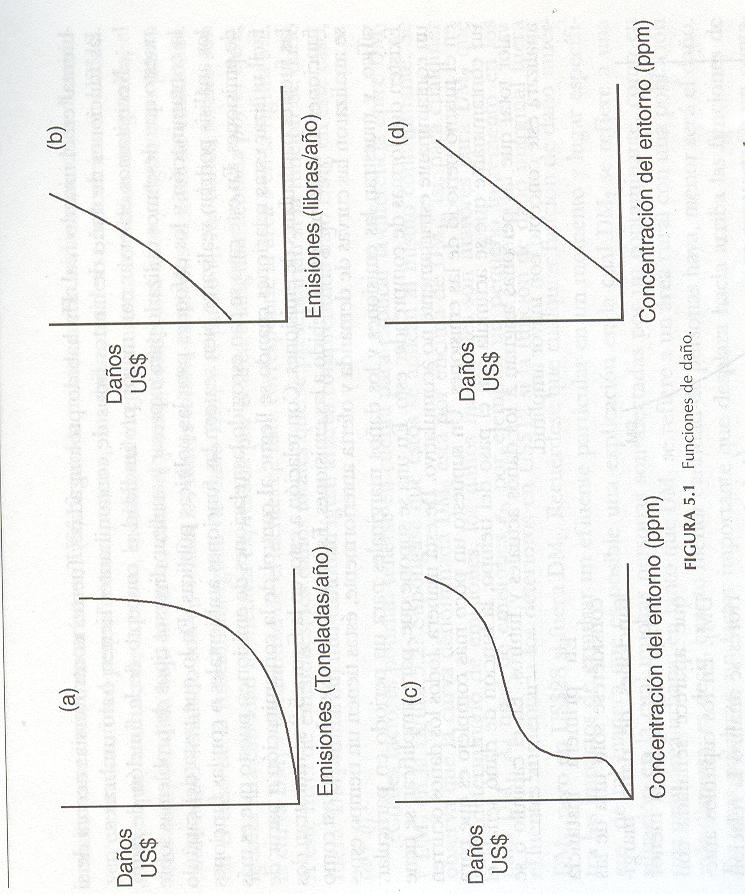 (a)
Daños
US$
Emisiones (Toneladas/año)
(b)
Daños
US$
Emisiones (libras/año)
(c)
Daños
US$
Concentración del entorno (ppm)
(d)
Daños
US$
Concentración del entorno (ppm)
FIGURA 5.1 Funciones de daño.